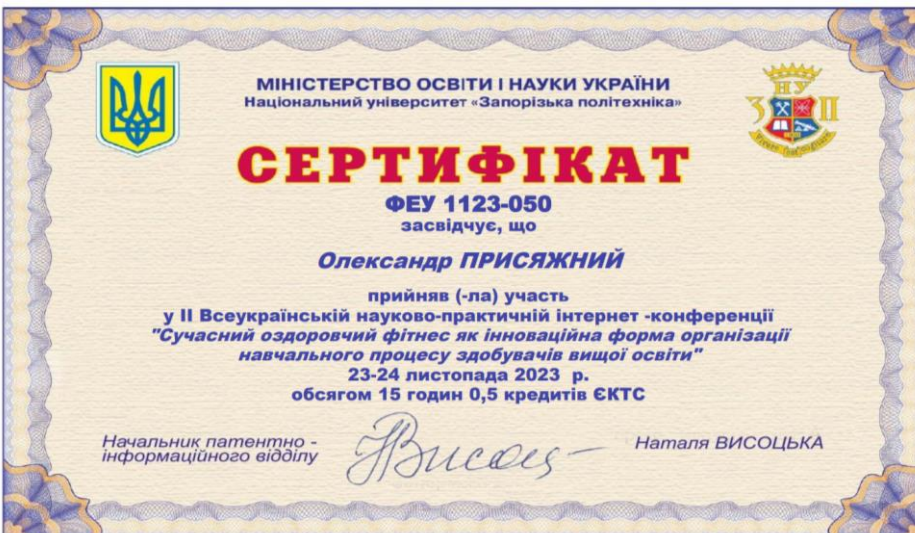 МІНІСТЕРСТВО ОСВІТИ І НАУКИ УКРАЇНИ
Національний університет «Запорізька політехніка»
НУ
З П
СЕРТИФІКАТ
ФЕУ 1123-050
засвідчує, що
Олександр ПРИСЯЖНИЙ
прийняв (-ла) участь
у ІІ Всеукраїнській науково-практичній інтернет -конференції
"Сучасний оздоровчий фітнес як інноваційна форма організації
навчального процесу здобувачів вищої освіти"
23-24 листопада 2023 р.
обсягом 15 годин 0,5 кредитів ЄКТС
Начальник патентно -
інформаційного відділу
Наталя ВИСОЦЬКА